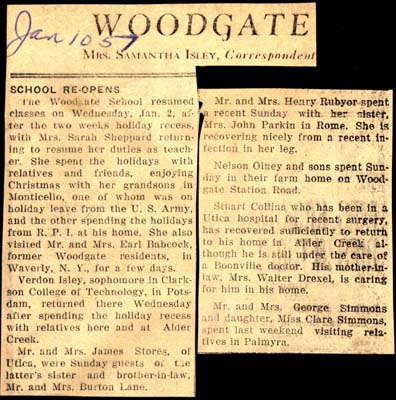 Jan 10 57
WOODGATE
MRS. SAMANTHA ISLEY, Correspondent
SCHOOL RE-OPENS
The Woodgate School resumed
classes on Wednesday, Jan. 2, af-
ter the two weeks holiday recess,
with Mrs. Sarah Sheppard return-
ing to resume her duties as teach-
er. She spent the holidays with
relatives and friends, enjoying
Christmas with her grandsons in
Monticello, one of whom was on
holiday leave from the U. S. Army,
and the other spending the holidays
from R. P. I. at his home. She also
visited Mr. and Mrs. Earl Babcock,
former Woodgate residents, in
Waverly, N. Y., for a few days.
Verdon Isley, sophomore in Clark-
son College of Technology, in Pots-
dam, returned there Wednesday
after spending the holiday recess
with relatives here and at Alder
Creek.
Mr. and Mrs. James Stores, of
Utica, were Sunday guests of the
latter's sister and brother-in-law,
Mr. and Mrs. Burton Lane.
Mr. and Mrs. Henry Rubyor spent
a recent Sunday with her sister,
Mrs. John Parkin in Rome. She is
recovering nicely from a recent in-
fection in her leg.
Nelson Olney and sons spent Sun-
day in their farm home on Wood-
gate Station Road.
Stuart Collins who has been in a
Utica hospital for recent surgery,
has recovered sufficiently to return
to his home in Alder Creek al-
though he is still under the care of
a Boonville doctor. His mother-in-
law, Mrs. Walter Drexel, is caring
for him in his home.
Mr. and Mrs. George Simmons
and daughter, Miss Clare Simmons,
spent last weekend visiting rela-
tives in Palmyra.